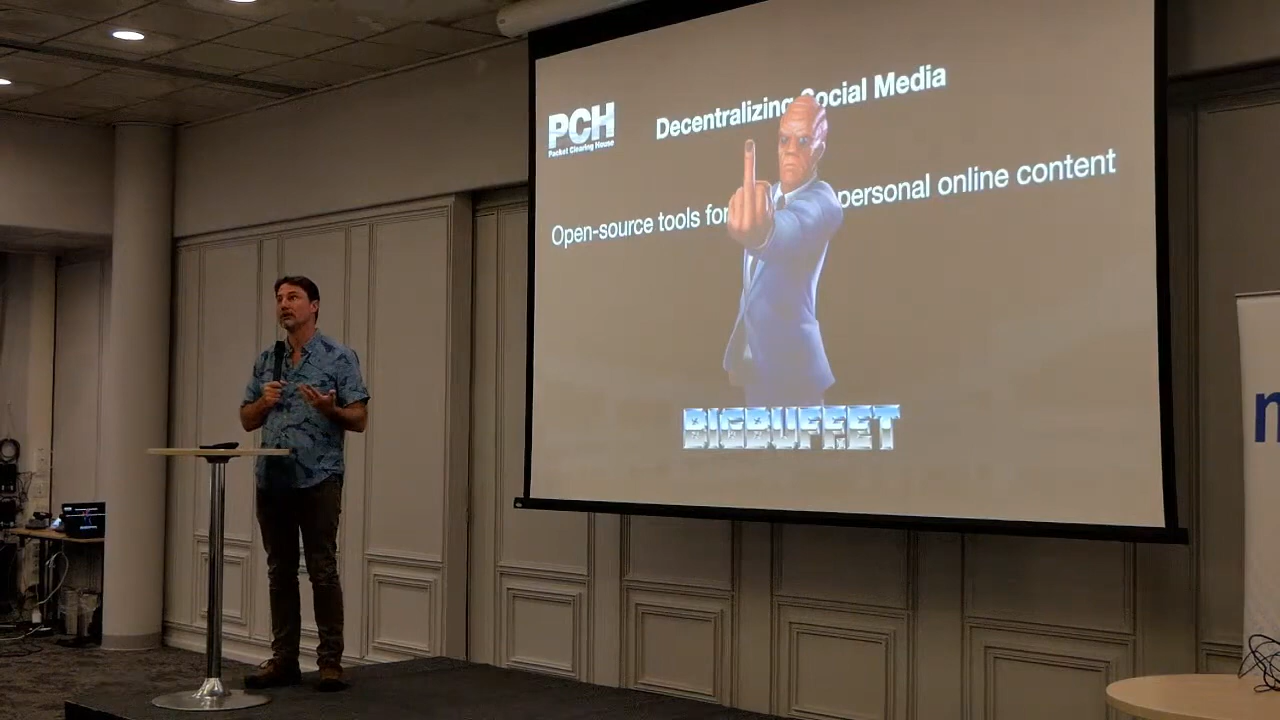 PCH
Packet Clearing House
Decentralizing Social Media
Open-source tools for personal online content
BIGBUFFET